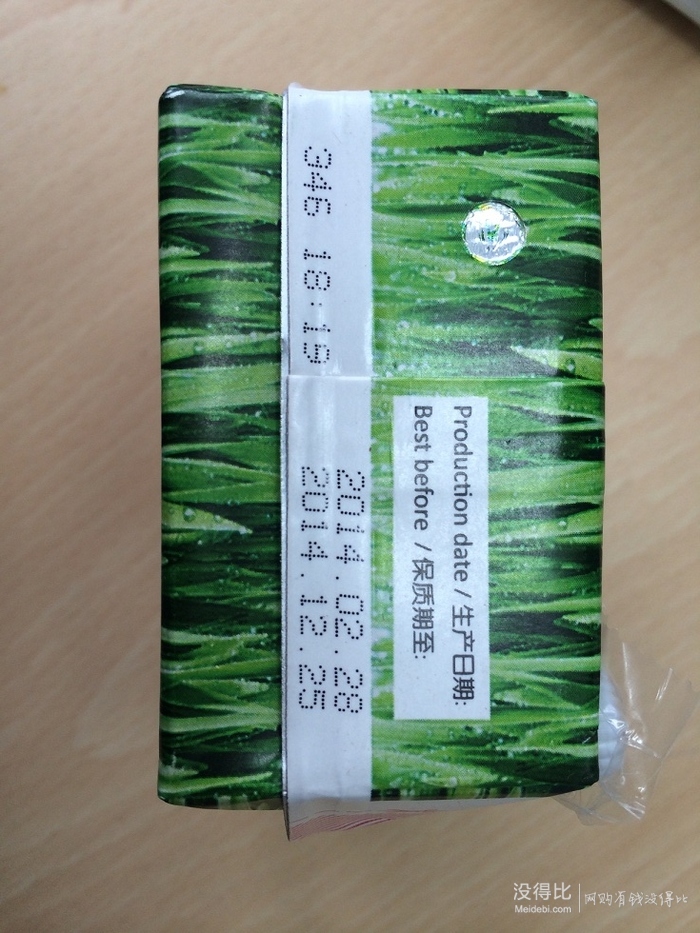 346 18:19
Production date / 生产日期:
Best before / 保质期至:
2014.02.28
2014.12.25
没得比
Meidebi.com
网购有钱没得比